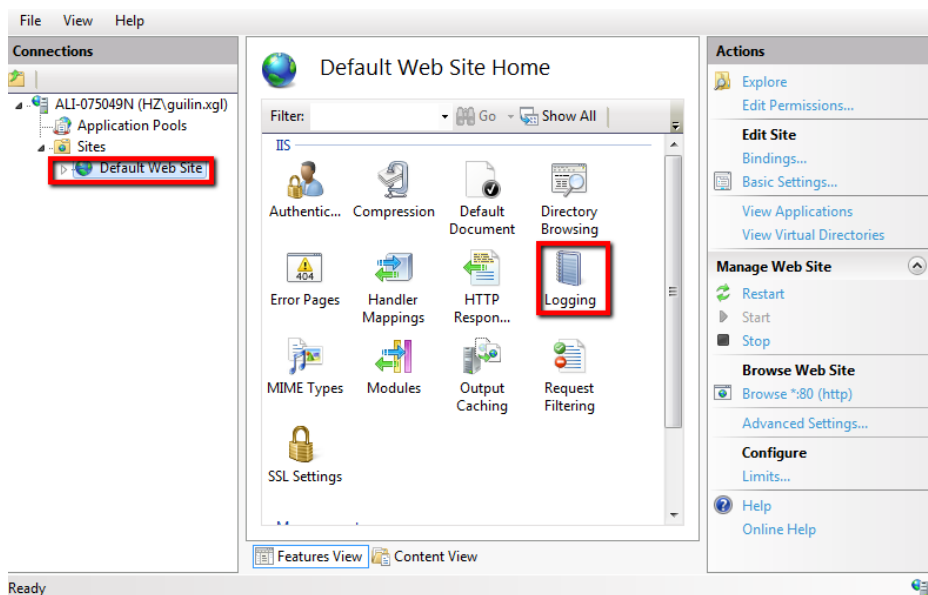 File View Help
Connections
ALI-075049N (HZ\guilin.xgl)
Application Pools
Sites
Default Web Site
Default Web Site Home
Filter:
Go
Show All
IIS
Authentic...
Compression
Default
Document
Directory
Browsing
404
Error Pages
Handler
Mappings
HTTP
Respon...
Logging
MIME Types
Modules
Output
Caching
Request
Filtering
SSL Settings
Features View
Content View
Actions
Explore
Edit Permissions...
Edit Site
Bindings...
Basic Settings...
View Applications
View Virtual Directories
Manage Web Site
Restart
Start
Stop
Browse Web Site
Browse *:80 (http)
Advanced Settings...
Configure
Limits...
Help
Online Help
Ready